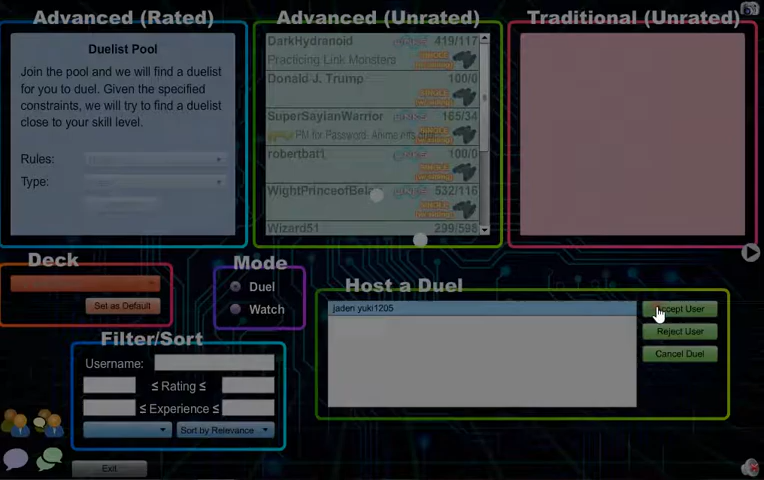 Advanced (Rated)
Duelist Pool
Join the pool and we will find a duelist
for you to duel. Given the specified
constraints, we will try to find a duelist
close to your skill level.
Rules:
Type:
Advanced (Unrated)
DarkHydranoid 419/117
Practicing Link Monsters
Donald J. Trump 100/0
SuperSayianWarrior 165/34
PM for Password. Anime
robertbat1 100/0
532/116
Wizard51 299/598
Traditional (Unrated)
Deck
Set as Default
Mode
Duel
Watch
Host a Duel
jaden yuki1205
Accept User
Reject User
Cancel Duel
Filter/Sort
Username:
≤ Rating ≤
≤ Experience ≤
Sort by Relevance
Exit